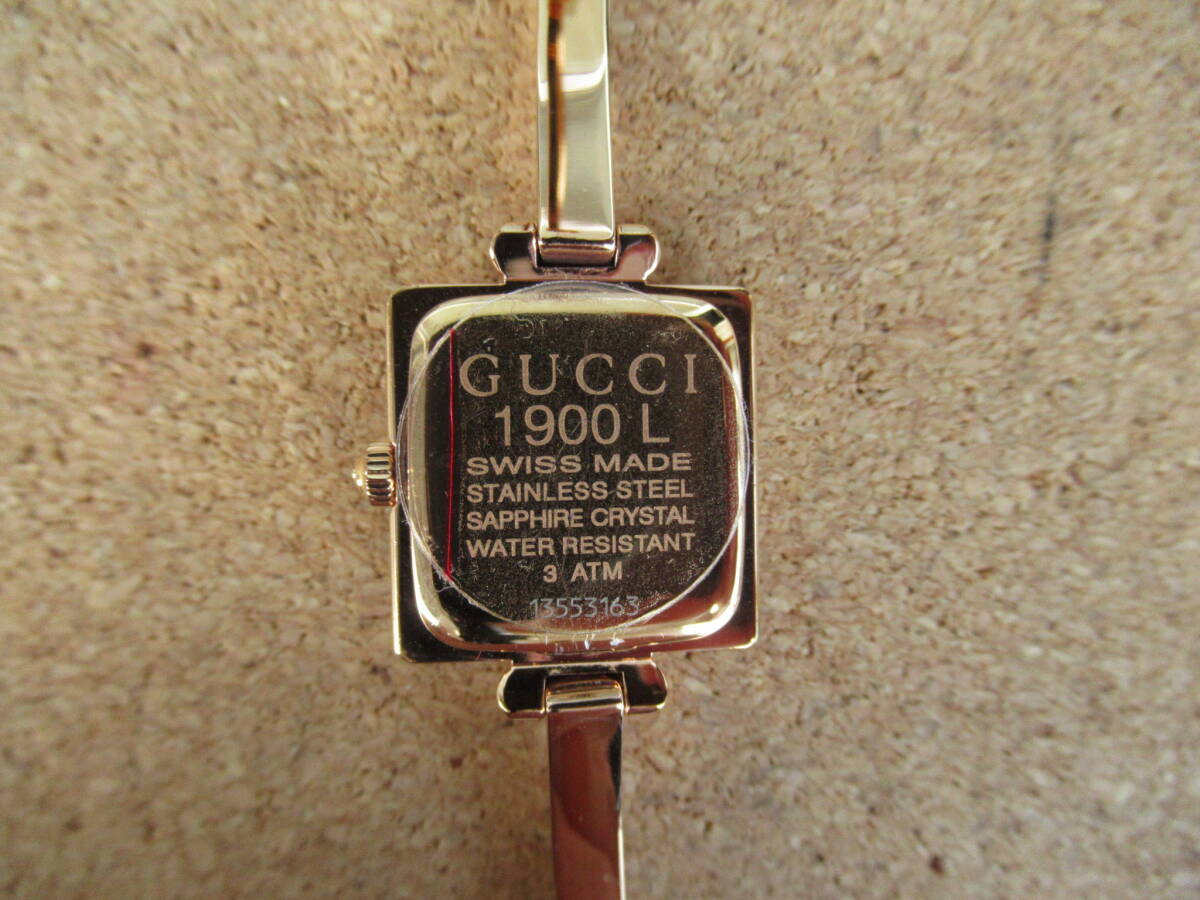 GUCCI
1900 L
SWISS MADE
STAINLESS STEEL
SAPPHIRE CRYSTAL
WATER RESISTANT
3 ATM
13553163